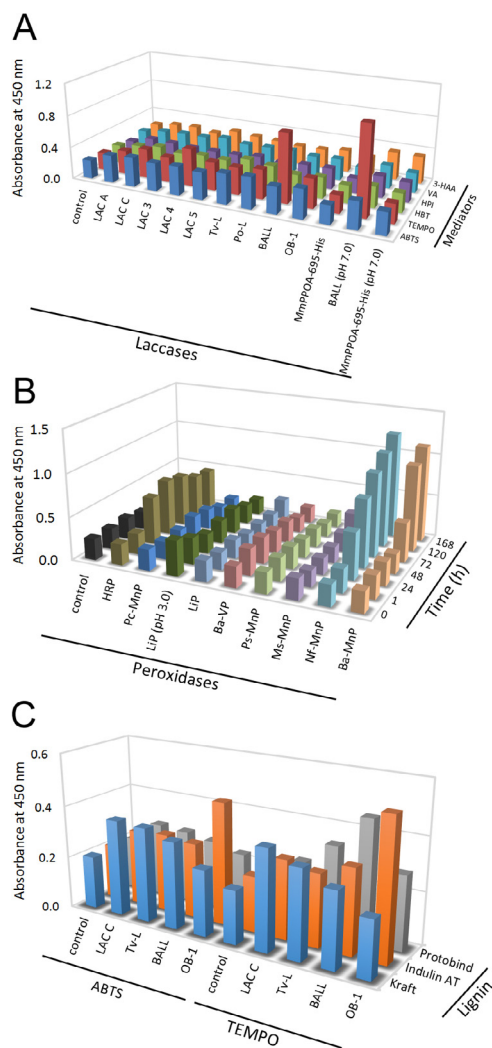 A
Absorbance at 450 nm
1.2
0.8
0.4
0.0
control
LAC A
LAC C
LAC 3
LAC 4
LAC 5
Tv-L
Po-L
BALL
OB-1
MmPPOA-695-His
BALL (pH 7.0)
MmPPOA-695-His (pH 7.0)
Laccases
3-HAA
VA
HPI
HBT
TEMPO
ABTS
Mediators
B
Absorbance at 450 nm
1.5
1.0
0.5
0.0
control
HRP
Pc-MnP
LiP (pH 3.0)
LiP
Ba-VP
Ps-MnP
Ms-MnP
Nf-MnP
Ba-MnP
Peroxidases
168
120
72
48
24
1
0
Time (h)
C
Absorbance at 450 nm
0.6
0.4
0.2
0.0
control
LAC C
Tv-L
BALL
OB-1
control
LAC C
Tv-L
BALL
OB-1
ABTS
TEMPO
Protobind
Indulin AT
Kraft
Lignin